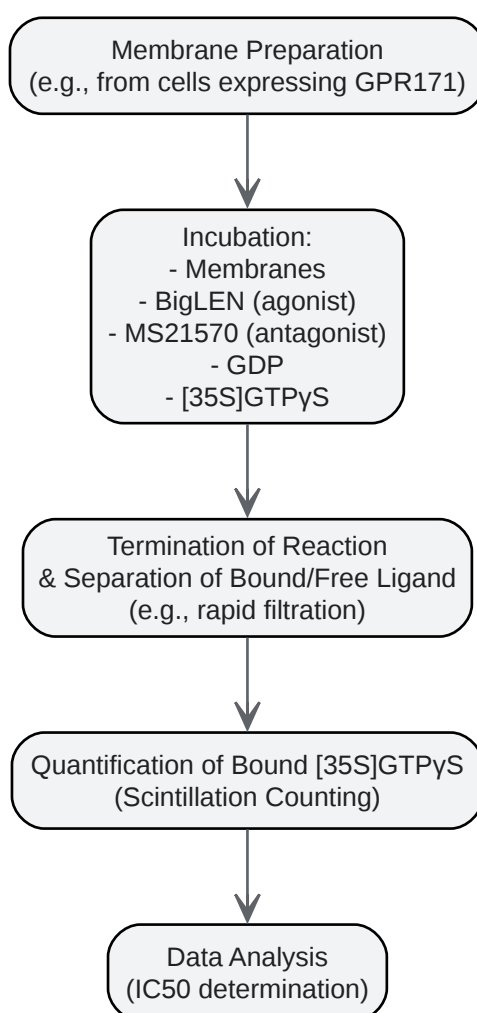 Membrane Preparation
(e.g., from cells expressing GPR171)
Incubation:
- Membranes
- BigLEN (agonist)
- MS21570 (antagonist)
- GDP
- [35S]GTPγS
Termination of Reaction
& Separation of Bound/Free Ligand
(e.g., rapid filtration)
Quantification of Bound [35S]GTPγS
(Scintillation Counting)
Data Analysis
(IC50 determination)